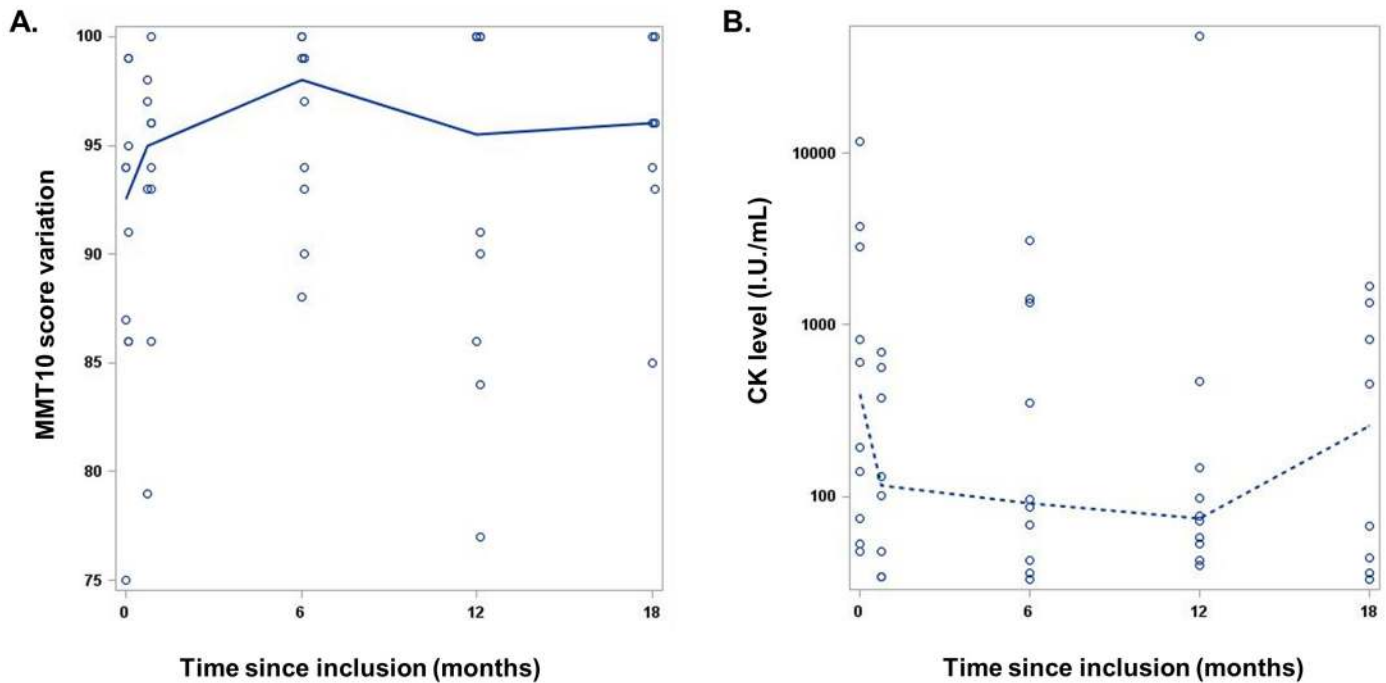 A.
MMT10 score variation
100
95
90
85
80
75
0 6 12 18
Time since inclusion (months)
B.
CK level (I.U./mL)
10000
1000
100
0 6 12 18
Time since inclusion (months)